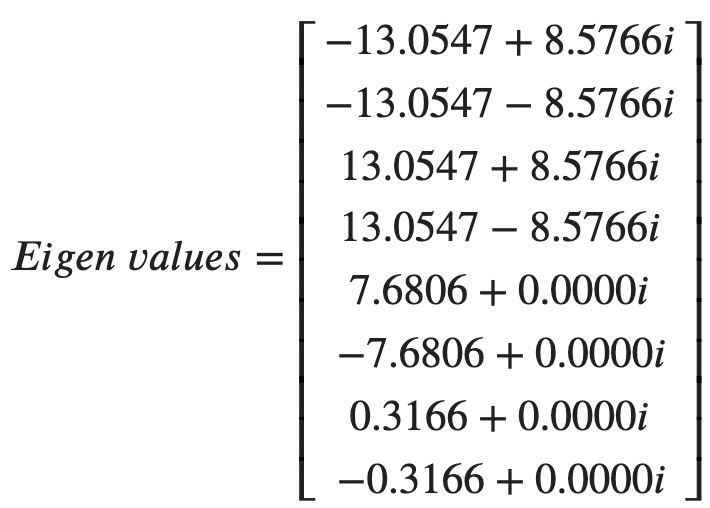 −13.0547 + 8.5766i
−13.0547 − 8.5766i
13.0547 + 8.5766i
13.0547 − 8.5766i
Eigen values =
7.6806 + 0.0000i
−7.6806 + 0.0000i
0.3166 + 0.0000i
−0.3166 + 0.0000i